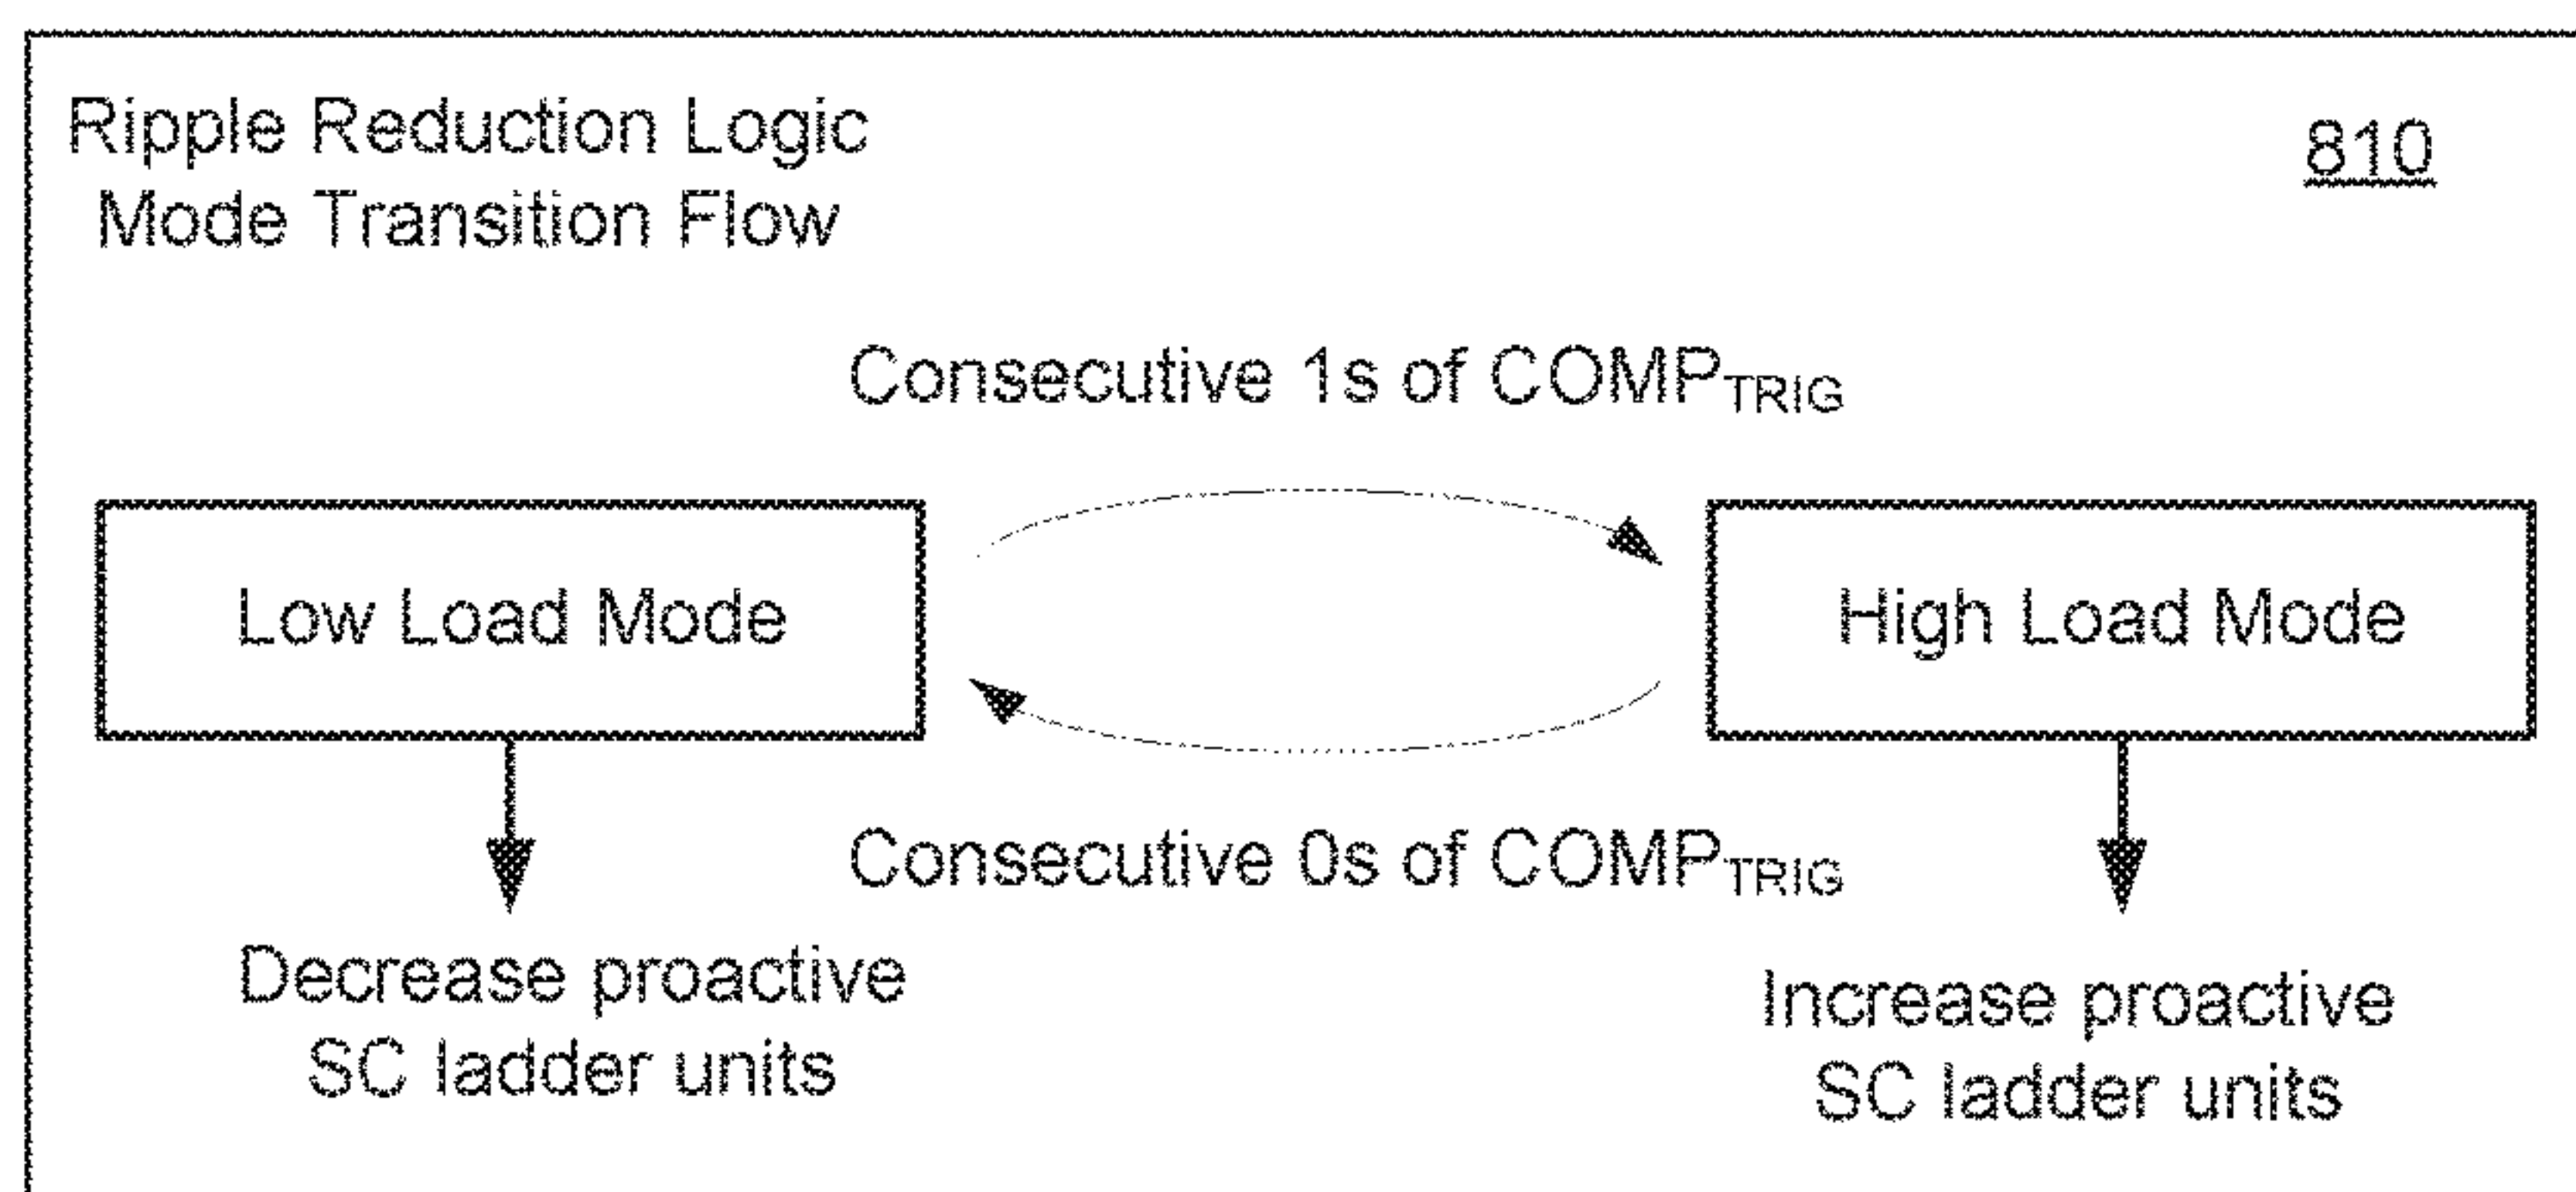 Ripple Reduction Logic
Mode Transition Flow
810
Consecutive 1s of COMPTRIG
Low Load Mode
High Load Mode
Consecutive 0s of COMPTRIG
Decrease proactive
SC ladder units
Increase proactive
SC ladder units